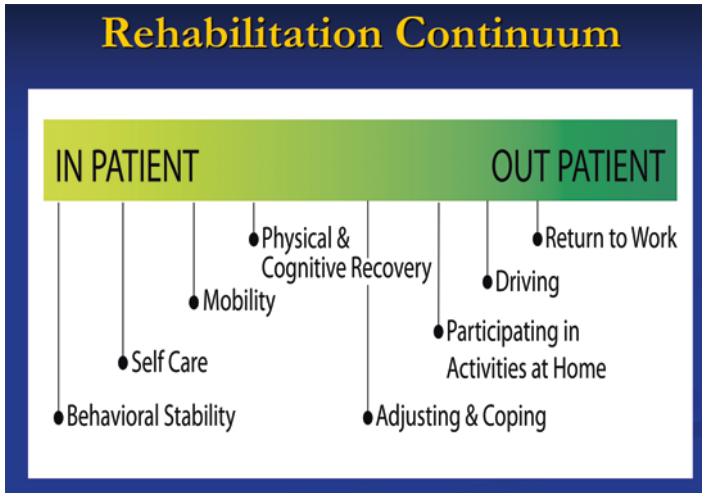 Rehabilitation Continuum
IN PATIENT
OUT PATIENT
Physical &
Cognitive Recovery
Return to Work
Driving
Mobility
Participating in
Activities at Home
Self Care
Behavioral Stability
Adjusting & Coping